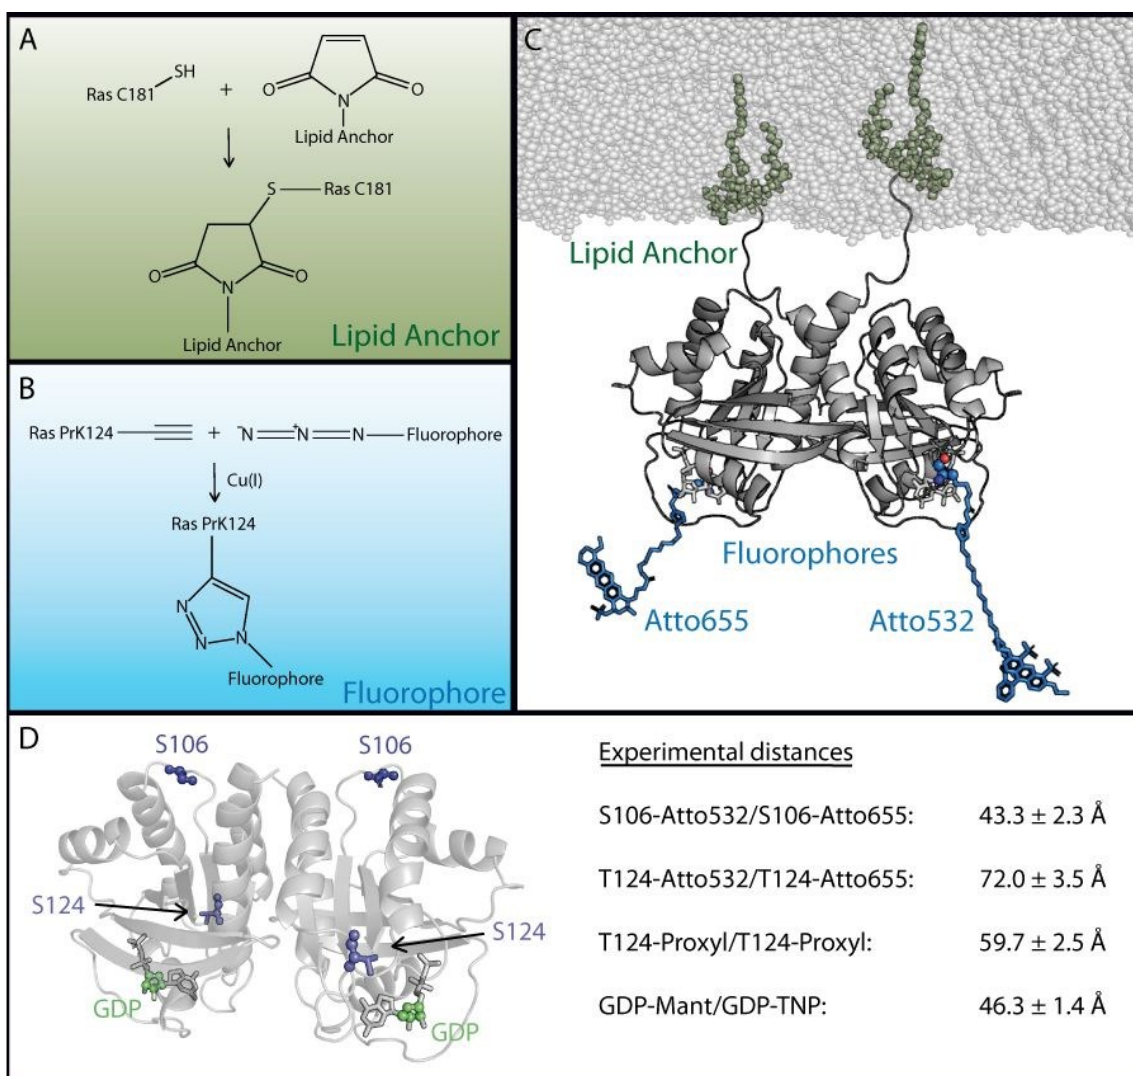 A
Ras C181
SH
+
O
N
O
Lipid Anchor
S
Ras C181
O
N
O
Lipid Anchor
Lipid Anchor
B
Ras PrK124
+
⁻N
⁺N
N
Fluorophore
Cu(I)
Ras PrK124
N
N
N
Fluorophore
Fluorophore
C
Lipid Anchor
Fluorophores
Atto655
Atto532
D
S106
S106
S124
S124
GDP
GDP
Experimental distances
S106-Atto532/S106-Atto655: 43.3 ± 2.3 Å
T124-Atto532/T124-Atto655: 72.0 ± 3.5 Å
T124-Proxyl/T124-Proxyl: 59.7 ± 2.5 Å
GDP-Mant/GDP-TNP: 46.3 ± 1.4 Å